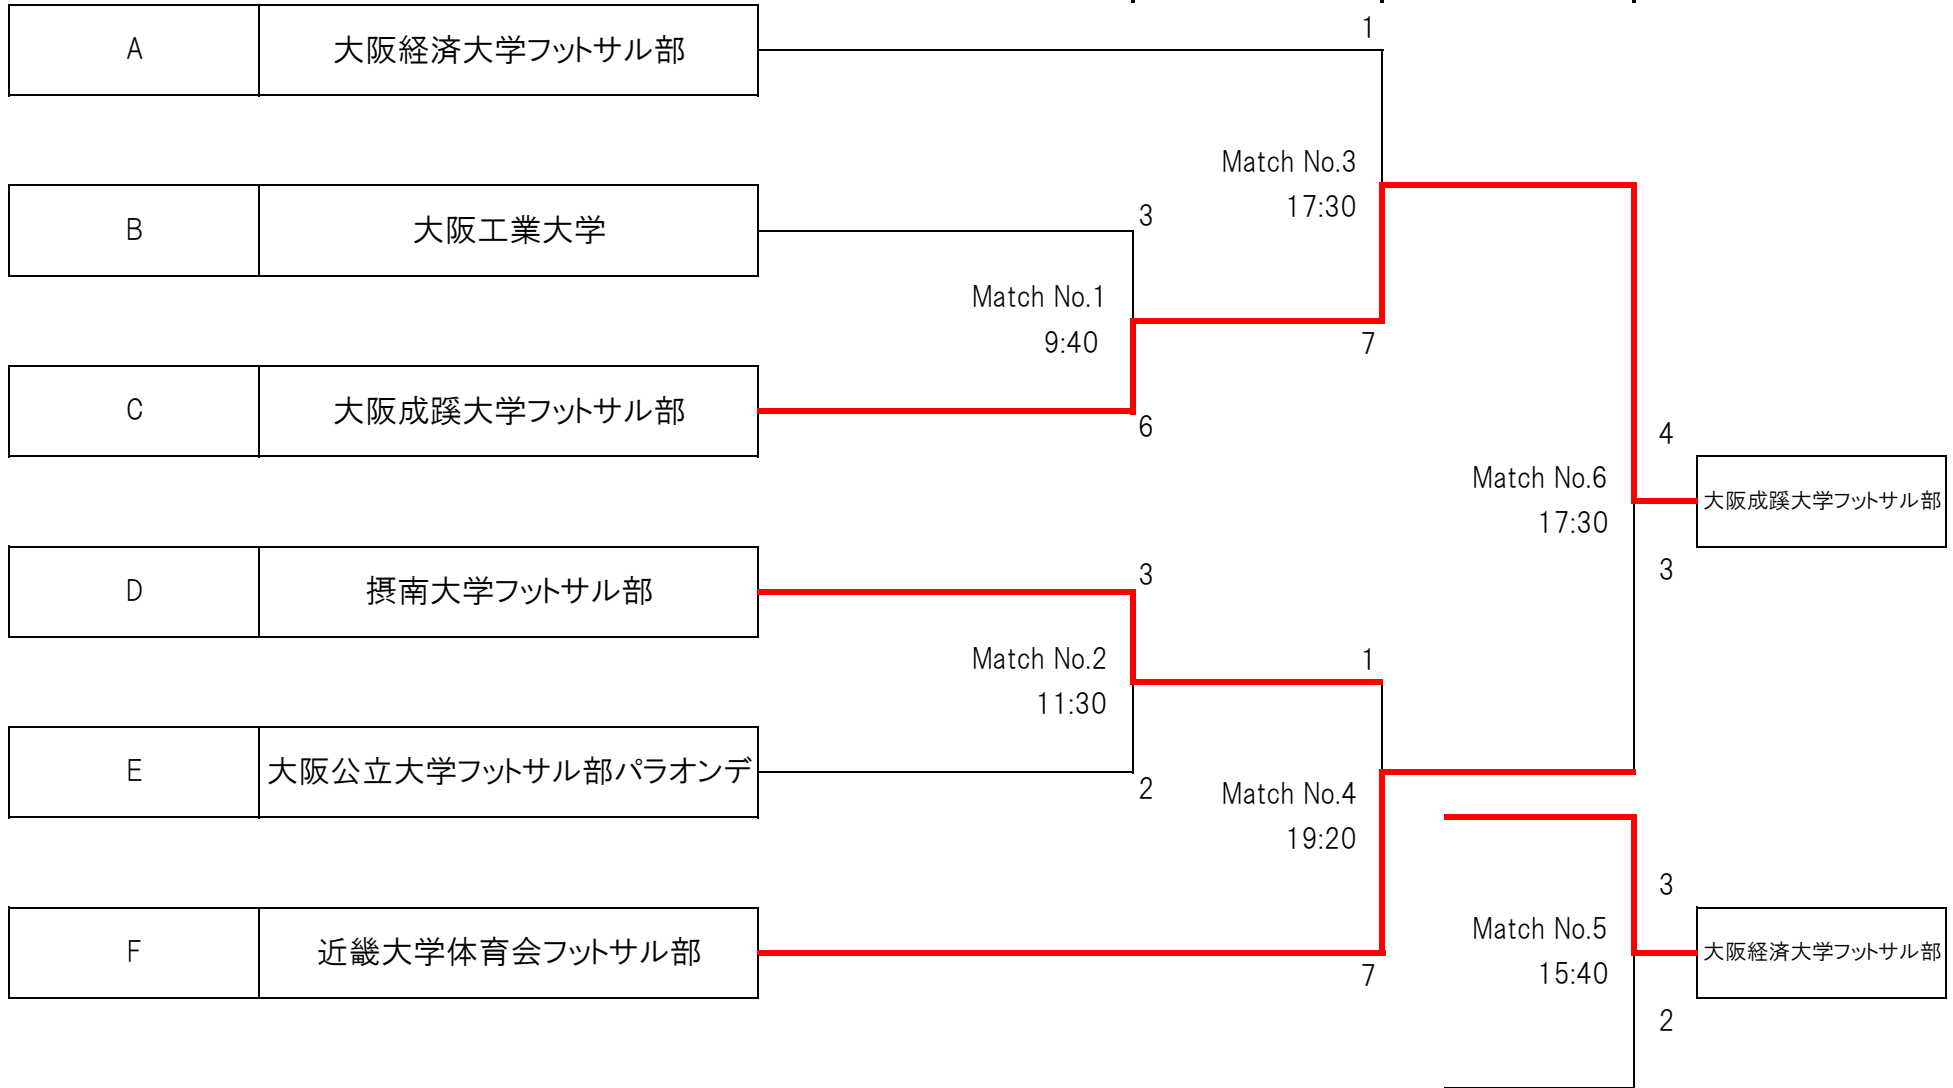 A 大阪経済大学フットサル部
1
Match No.3
17:30
B 大阪工業大学
3
Match No.1
9:40
7
C 大阪成蹊大学フットサル部
6
4
Match No.6
17:30
大阪成蹊大学フットサル部
3
D 摂南大学フットサル部
3
Match No.2
11:30
1
E 大阪公立大学フットサル部パラオンデ
2
Match No.4
19:20
3
F 近畿大学体育会フットサル部
7
Match No.5
15:40
大阪経済大学フットサル部
2